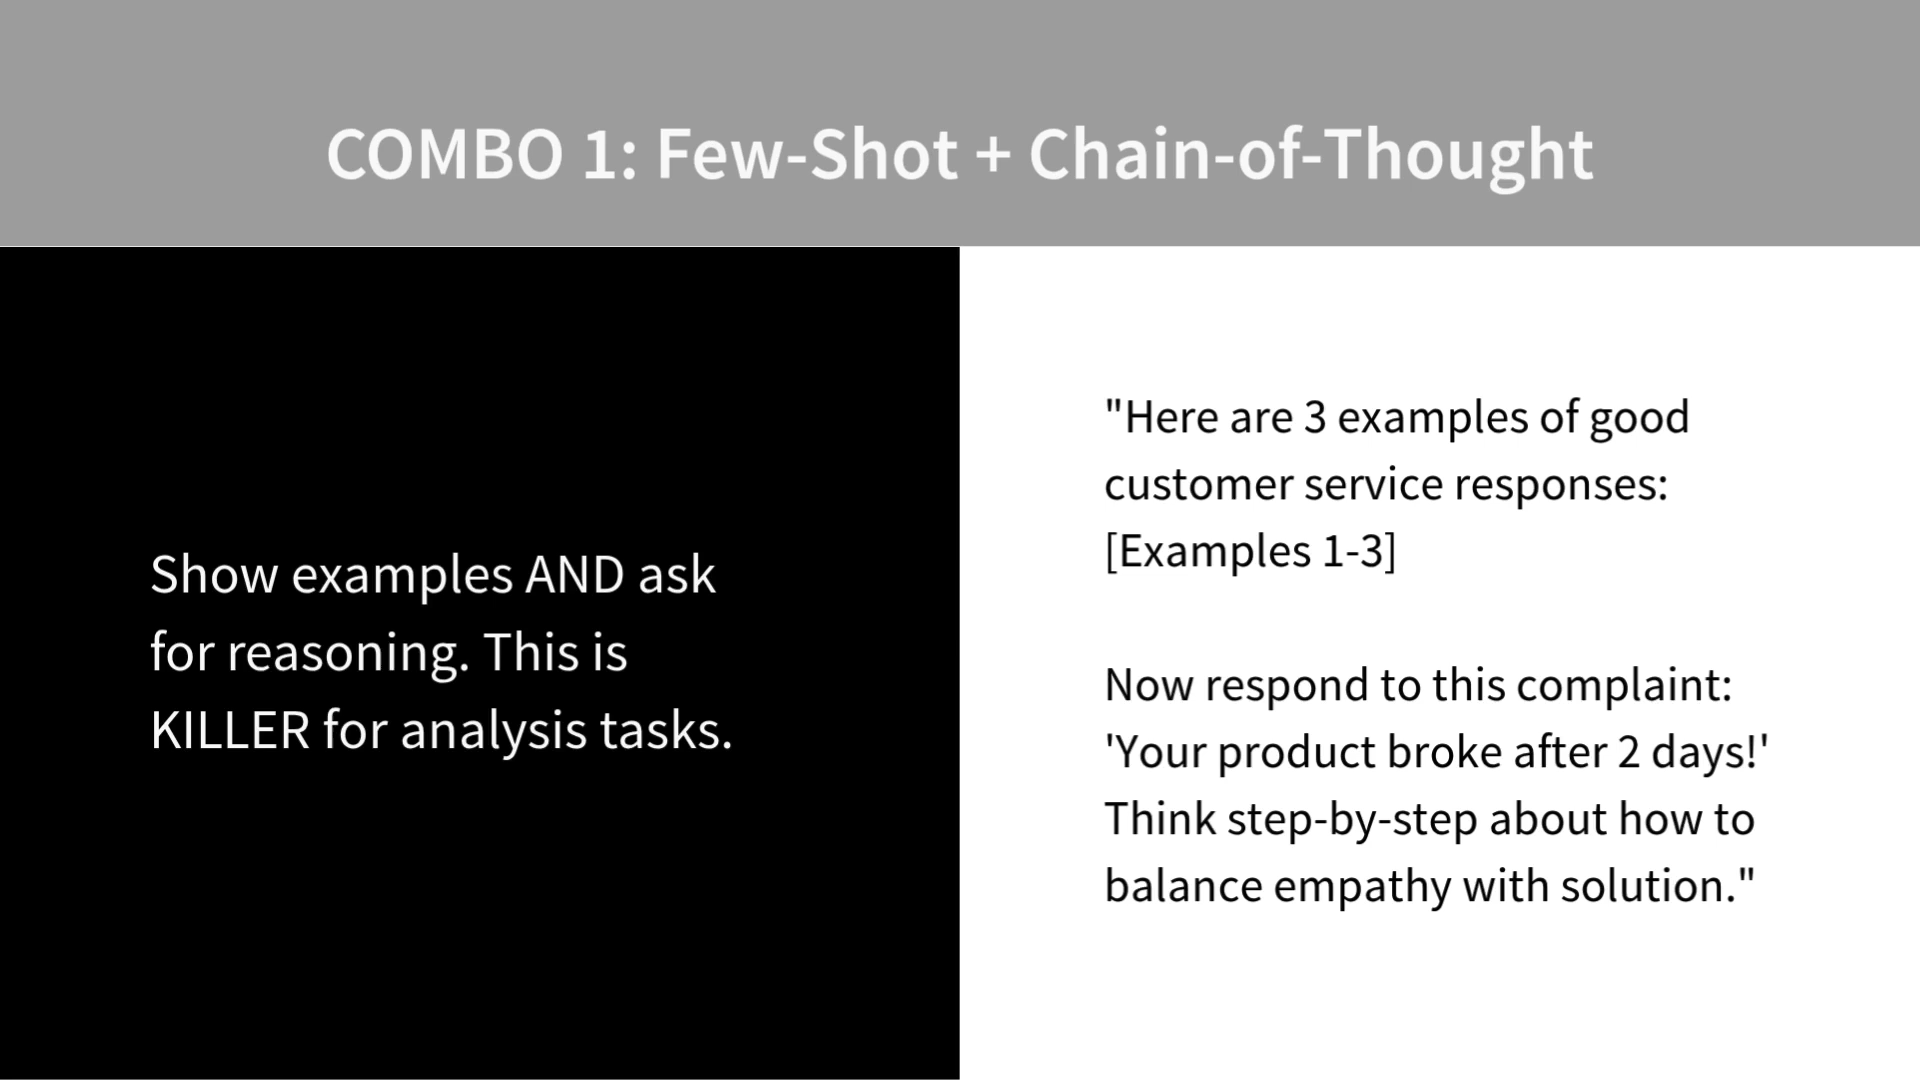 COMBO 1: Few-Shot + Chain-of-Thought
Show examples AND ask
for reasoning. This is
KILLER for analysis tasks.
"Here are 3 examples of good
customer service responses:
[Examples 1-3]
Now respond to this complaint:
'Your product broke after 2 days!'
Think step-by-step about how to
balance empathy with solution."